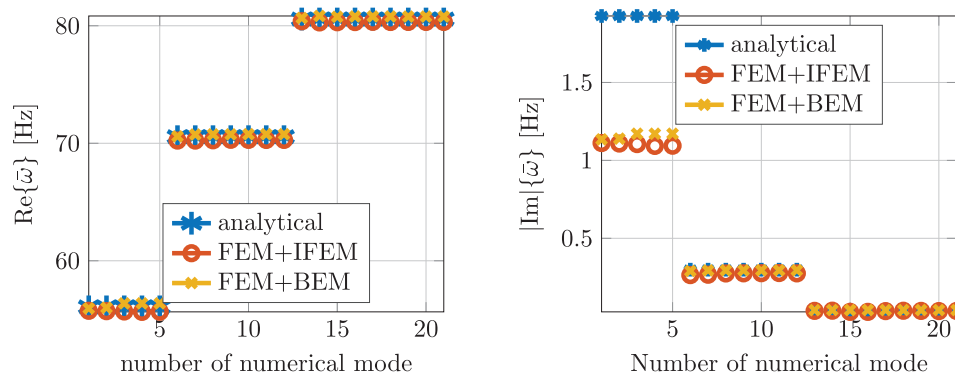 80
70
60
Re{ω̄} [Hz]
analytical
FEM+IFEM
FEM+BEM
5
10
15
20
number of numerical mode
1.5
1
0.5
|Im|{ω̄} [Hz]
analytical
FEM+IFEM
FEM+BEM
5
10
15
20
Number of numerical mode